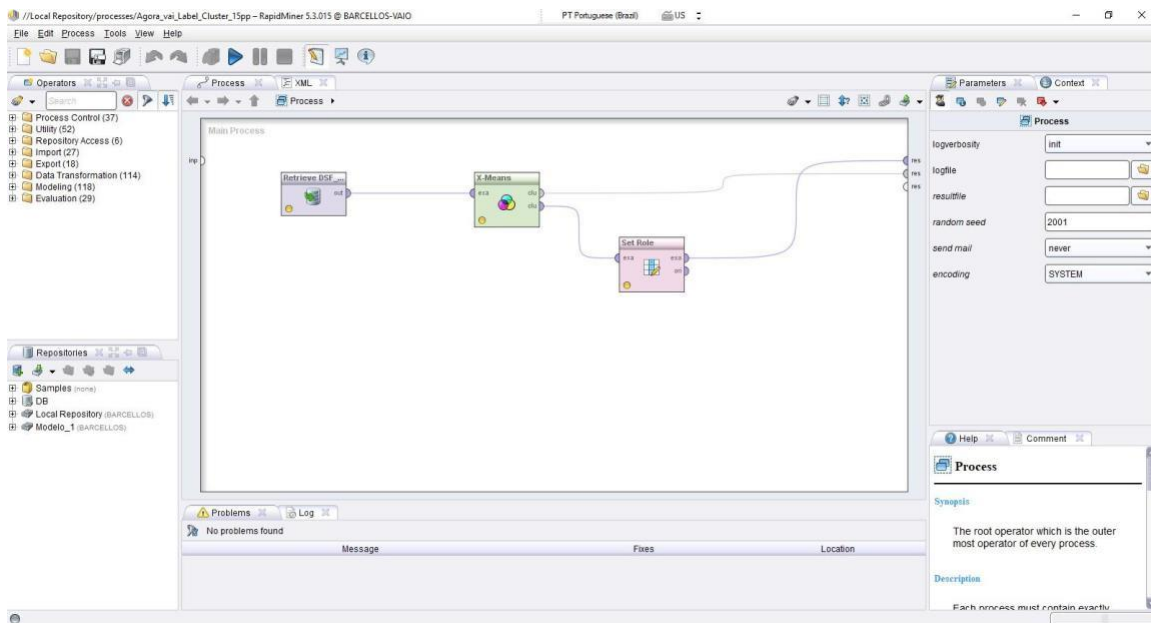 //Local Repository/processes/Agora_vai_Label_Cluster_15pp – RapidMiner 5.3.015 @ BARCELLOS-VAIO
PT Portuguese (Brazil)
US
File Edit Process Tools View Help
Operators
Search
Process Control (37)
Utility (52)
Repository Access (6)
Import (27)
Export (18)
Data Transformation (114)
Modeling (118)
Evaluation (29)
Repositories
Samples (none)
DB
Local Repository (BARCELLOS)
Modelo_1 (BARCELLOS)
Process
XML
Process
Main Process
inp
Retrieve DSF_...
out
X-Means
exa
clu
clu
Set Role
exa
exa
ori
res
res
res
Problems
Log
No problems found
Message Fixes Location
Parameters
Context
Process
logverbosity init
logfile
resultfile
random seed 2001
send mail never
encoding SYSTEM
Help
Comment
Process
Synopsis
The root operator which is the outer
most operator of every process.
Description
Each process must contain exactly